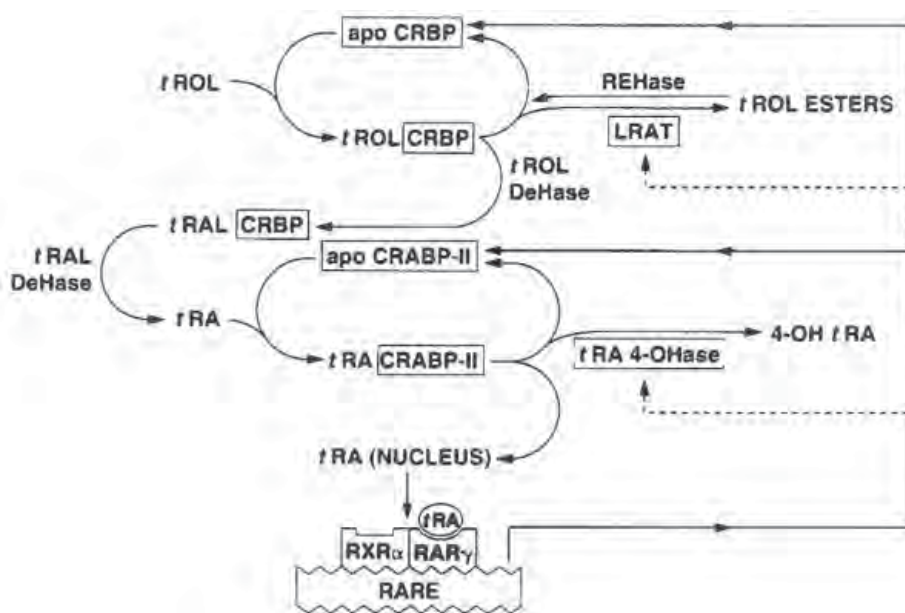 apo CRBP
t ROL
REHase
t ROL ESTERS
t ROL CRBP
LRAT
t ROL
DeHase
t RAL CRBP
apo CRABP-II
t RAL
DeHase
t RA
4-OH t RA
t RA CRABP-II
t RA 4-OHase
t RA (NUCLEUS)
tRA
RXRα RARγ
RARE